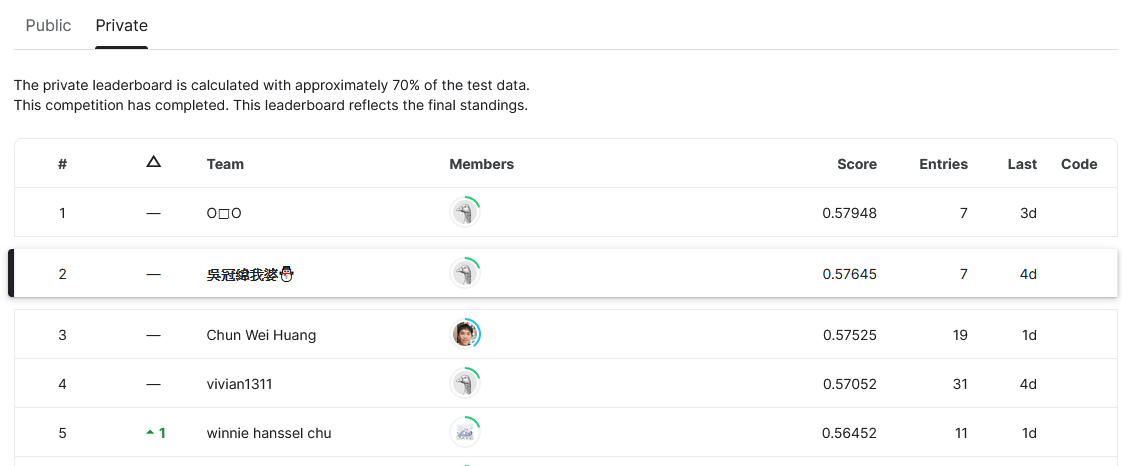 Public Private
The private leaderboard is calculated with approximately 70% of the test data.
This competition has completed. This leaderboard reflects the final standings.
# △ Team Members Score Entries Last Code
1 — O□O 0.57948 7 3d
2 — 吳冠緯我婆⛄ 0.57645 7 4d
3 — Chun Wei Huang 0.57525 19 1d
4 — vivian1311 0.57052 31 4d
5 1 winnie hanssel chu 0.56452 11 1d